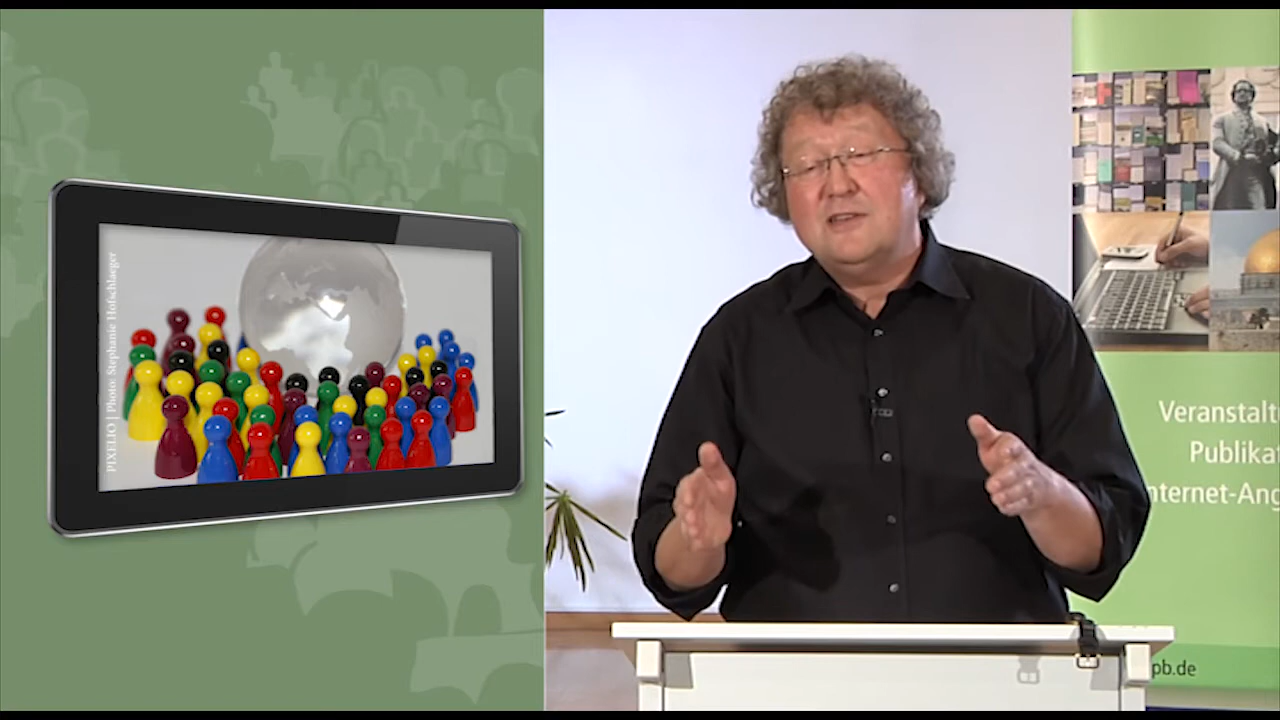 PIXELIO | Photo: Stephanie Hofschlaeger
Veranstalt
Publika
nternet-Ang
pb.de